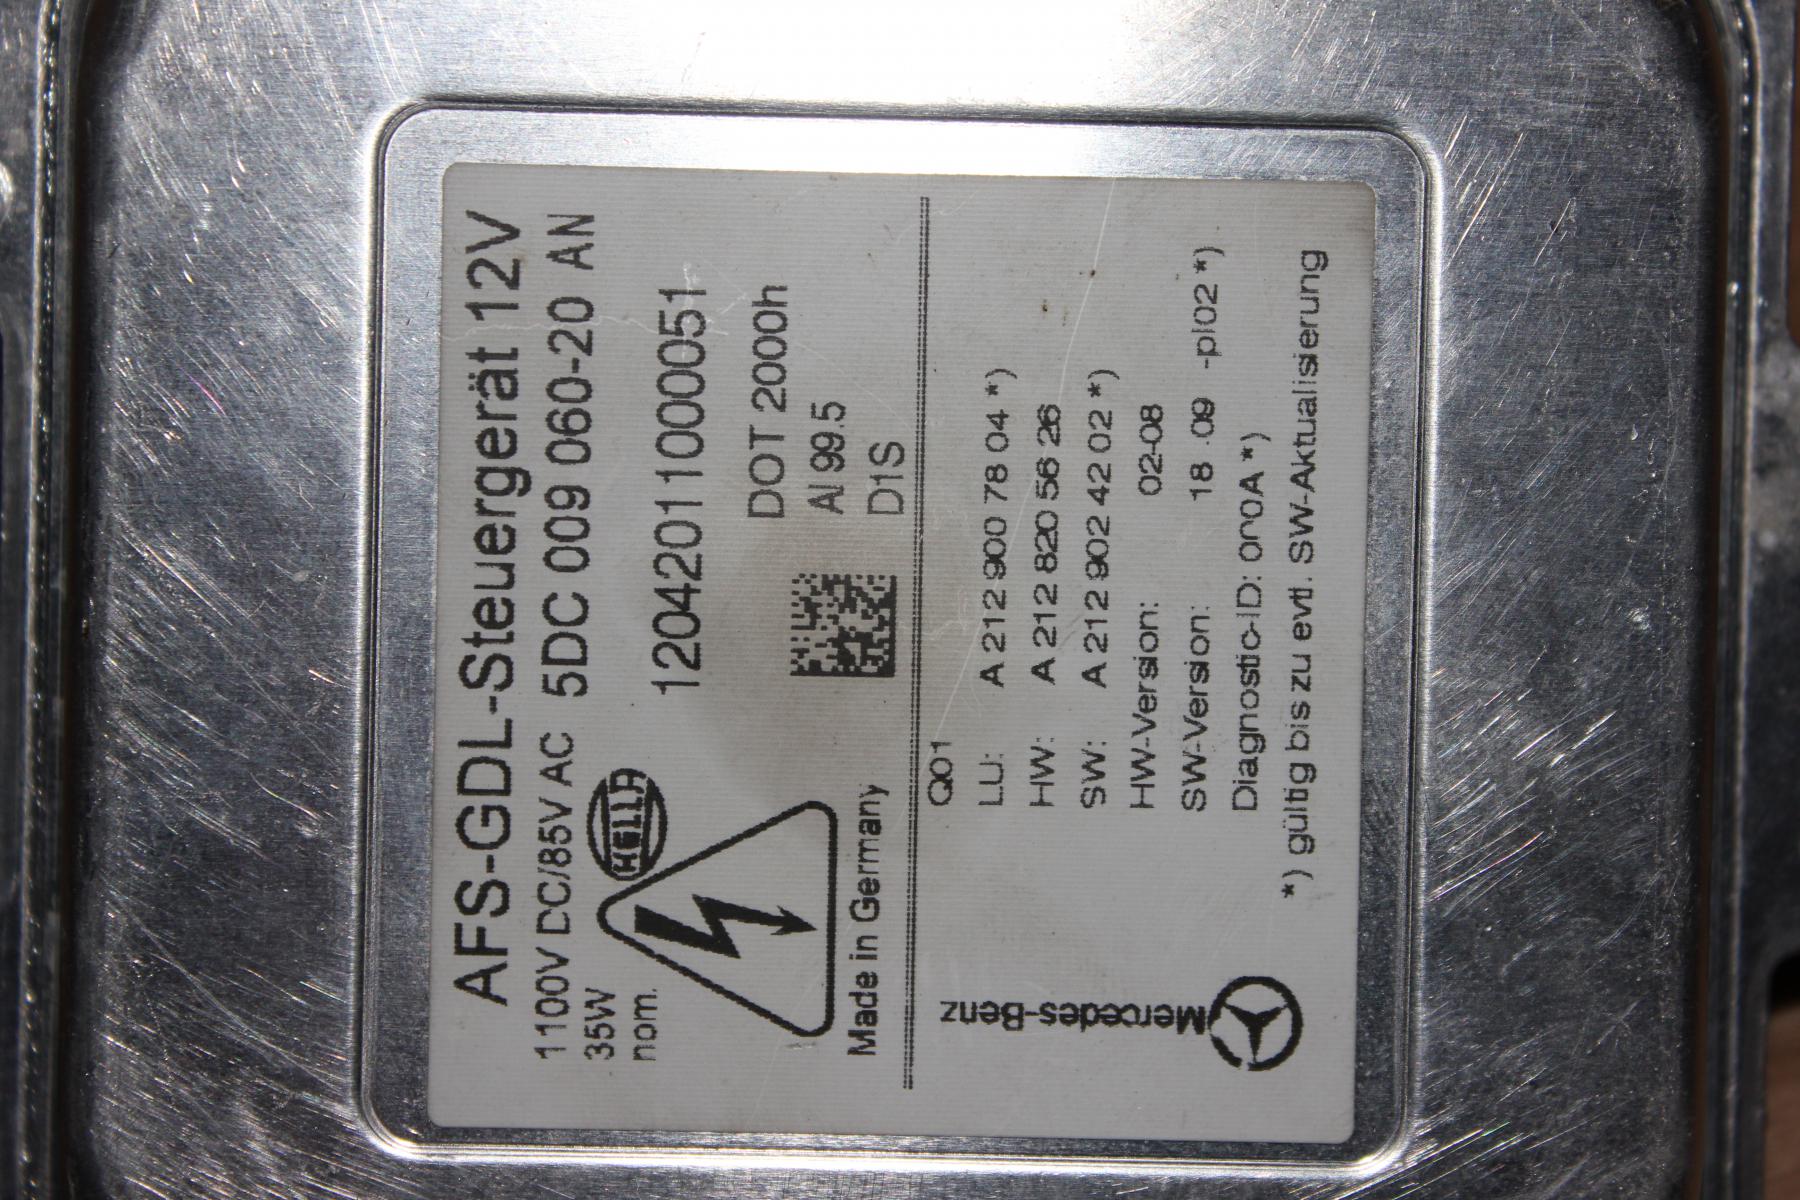 AFS-GDL-Steuergerät 12V
1100V DC/85V AC 5DC 009 060-20 AN
35W
nom.
HELLA
120420110000051
DOT 2000h
AI 99.5
D1S
Made in Germany
Q01
LU: A 212 900 78 04 *)
HW: A 212 820 56 26
SW: A 212 902 42 02 *)
HW-Version: 02-08
SW-Version: 18.09 -pl02 *)
Diagnostic-ID: 0r0A *)
*) gültig bis zu evtl. SW-Aktualisierung
Mercedes-Benz